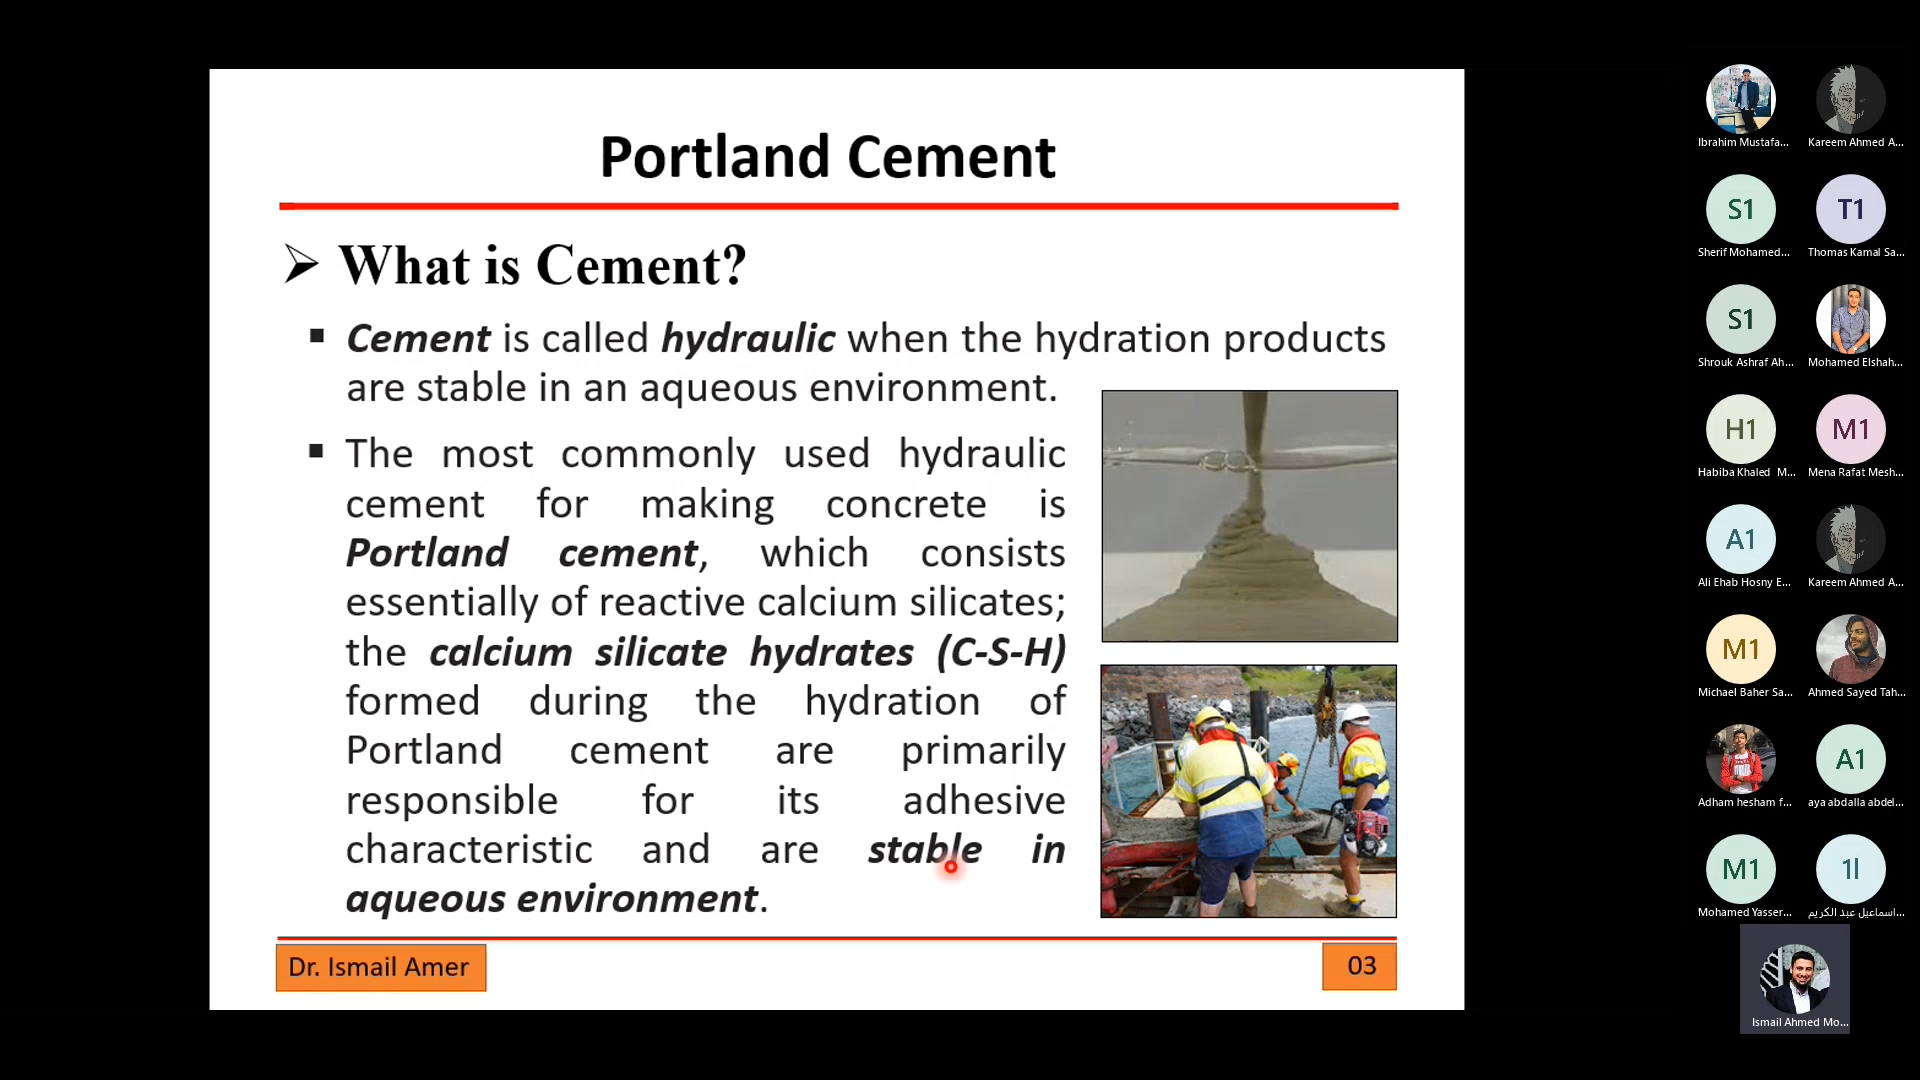 Portland Cement
➢ What is Cement?
▪ Cement is called hydraulic when the hydration products
are stable in an aqueous environment.
▪ The most commonly used hydraulic
cement for making concrete is
Portland cement, which consists
essentially of reactive calcium silicates;
the calcium silicate hydrates (C-S-H)
formed during the hydration of
Portland cement are primarily
responsible for its adhesive
characteristic and are stable in
aqueous environment.
Dr. Ismail Amer
03
Ibrahim Mustafa...
Kareem Ahmed A...
S1
T1
Sherif Mohamed...
Thomas Kamal Sa...
S1
Shrouk Ashraf Ah...
Mohamed Elshah...
H1
M1
Habiba Khaled M...
Mena Rafat Mesh...
A1
Ali Ehab Hosny E...
Kareem Ahmed A...
M1
Michael Baher Sa...
Ahmed Sayed Tah...
A1
Adham hesham f...
aya abdalla abdel...
M1
1ا
Mohamed Yasser...
اسماعيل عبد الكريم...
Ismail Ahmed Mo...